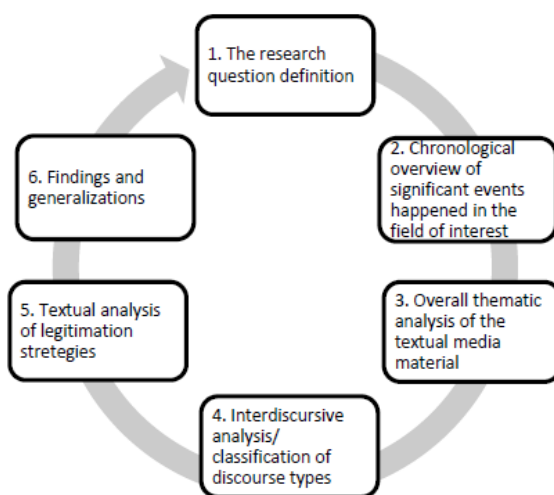 1. The research
question definition
2. Chronological
overview of
significant events
happened in the
field of interest
3. Overall thematic
analysis of the
textual media
material
4. Interdiscursive
analysis/
classification of
discourse types
5. Textual analysis
of legitimation
stretegies
6. Findings and
generalizations